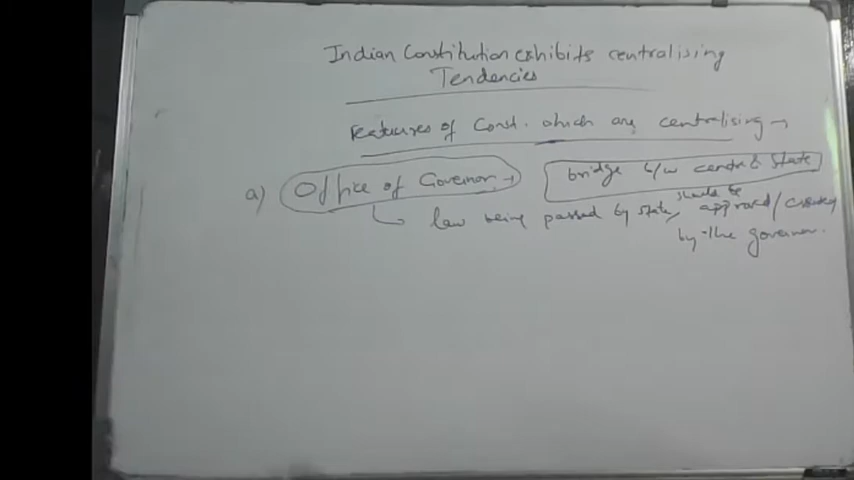 Indian Constitution exhibits centralising
Tendencies
Features of Const. which are centralising →
a) Office of Governor → bridge b/w centre & State
law being passed by state, should be approved/
by the governor.